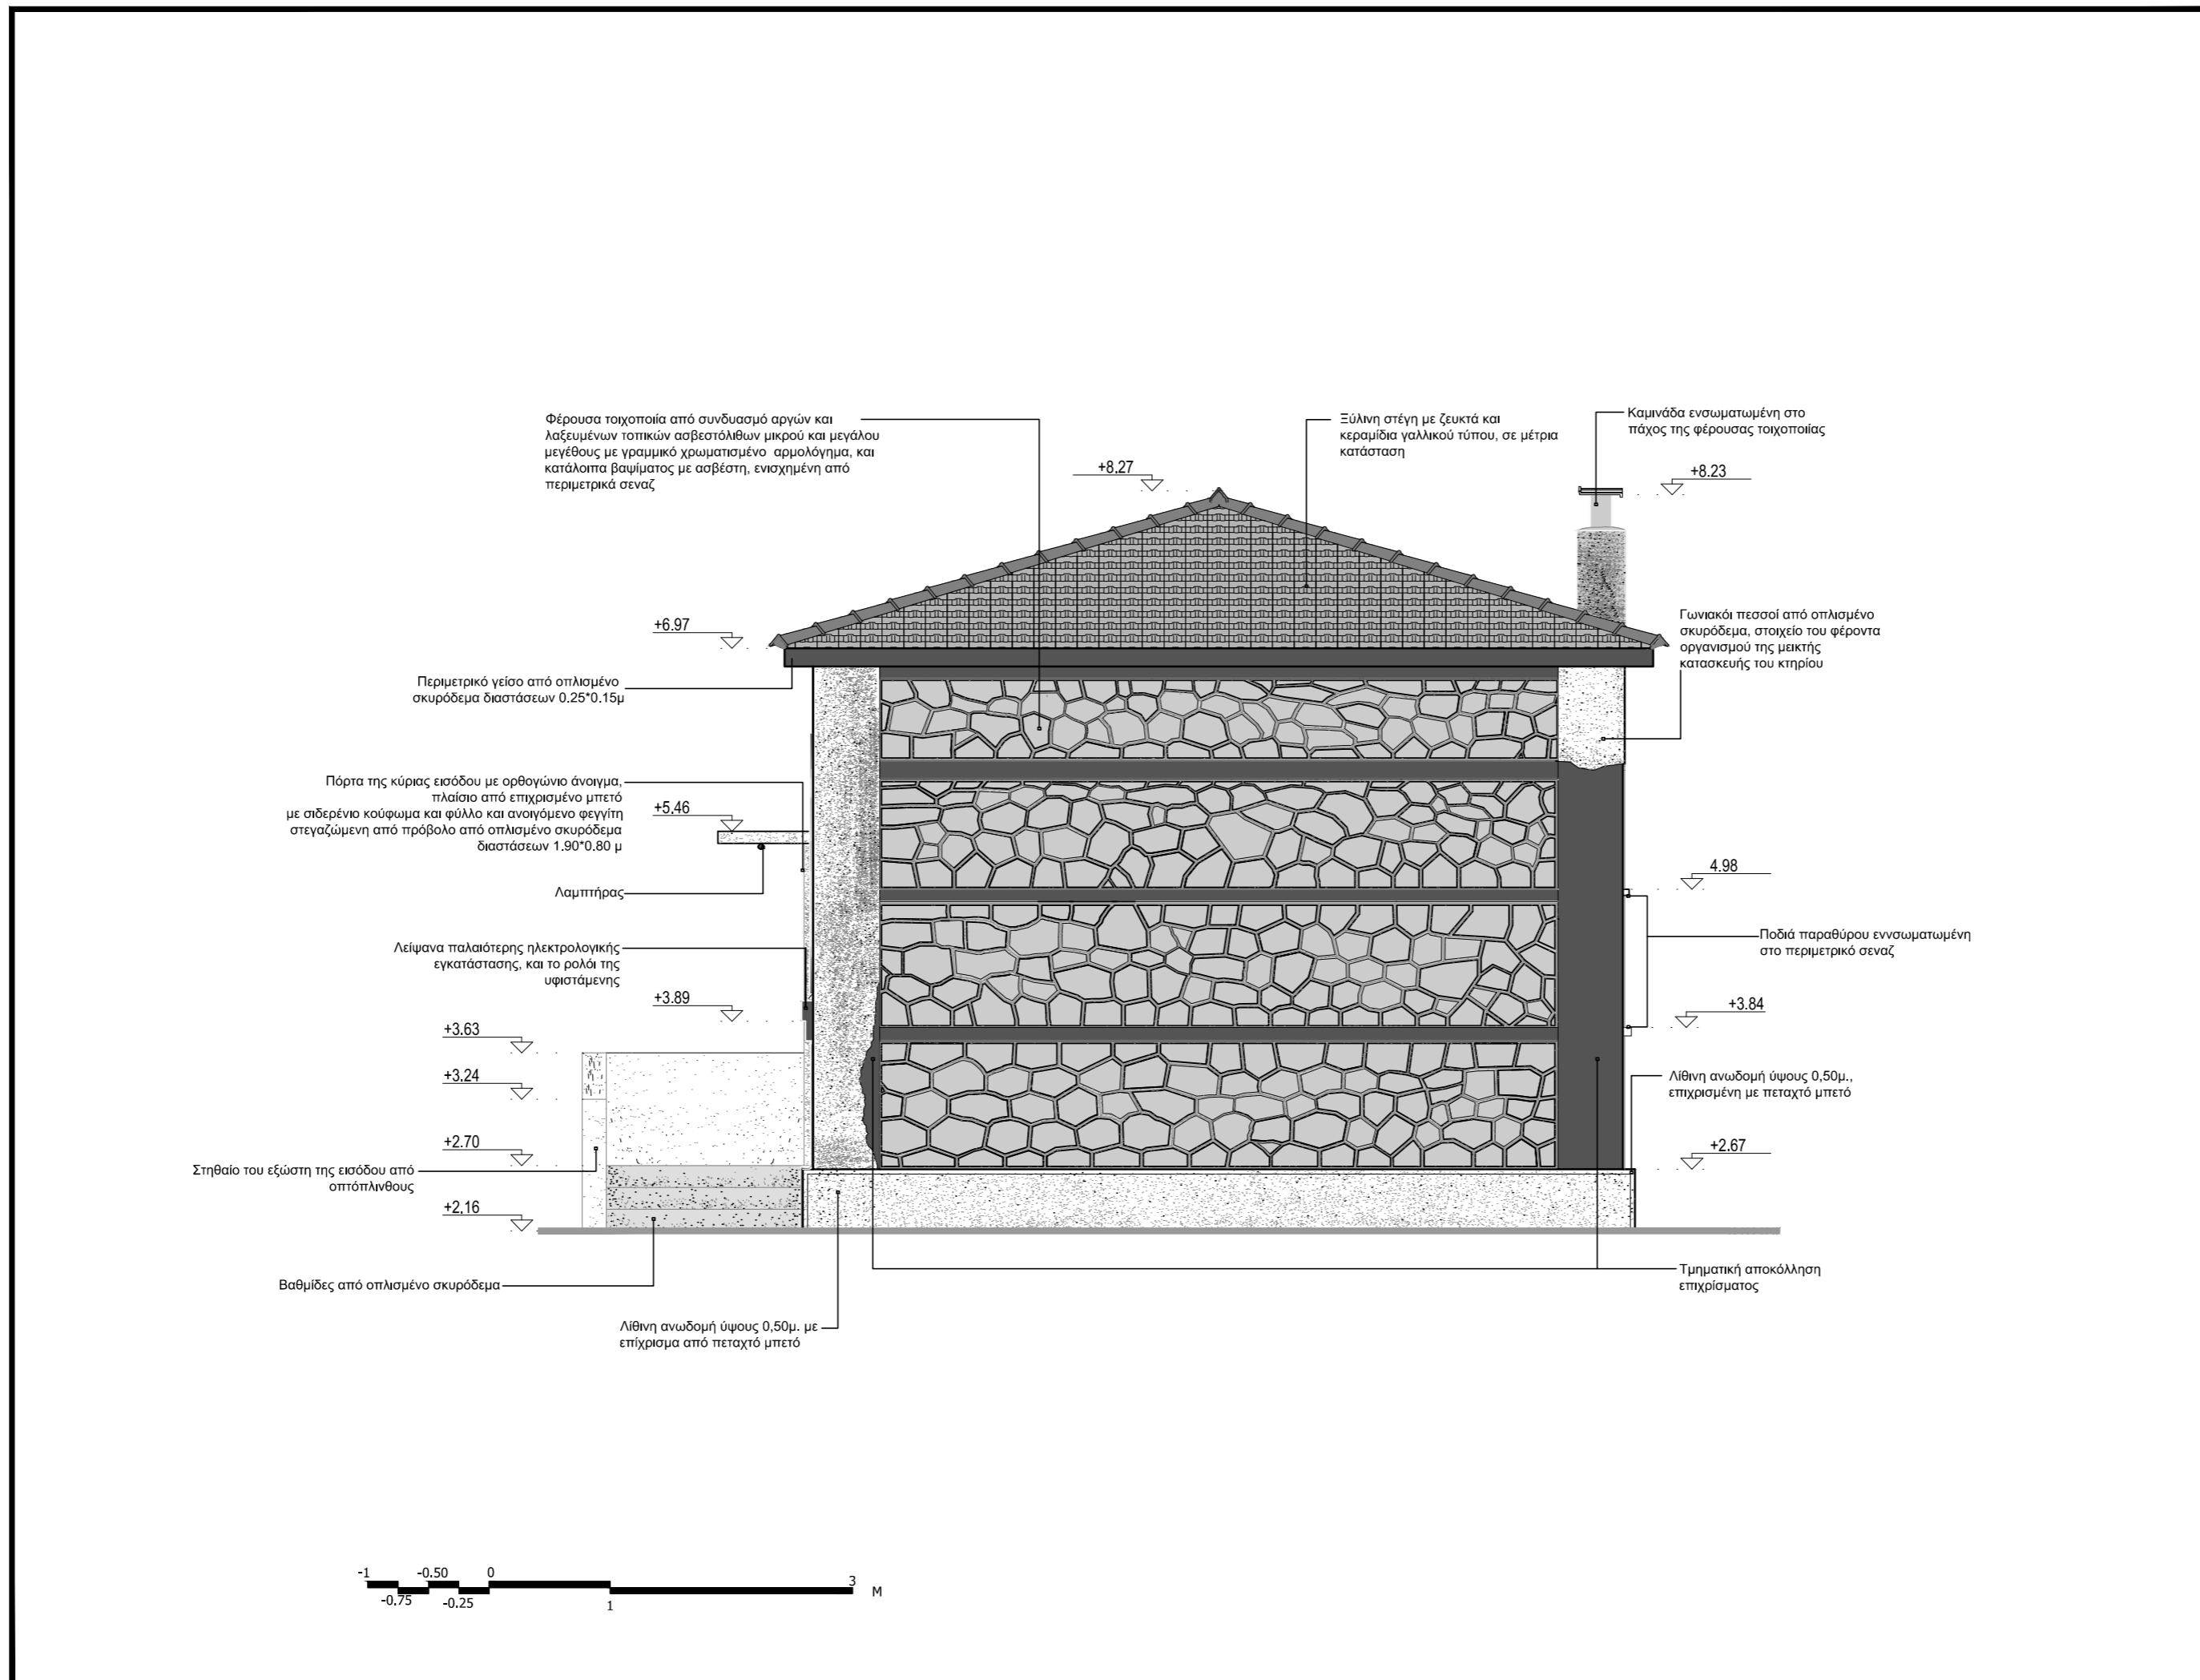 Φέρουσα τοιχοποιία από συνδυασμό αργών και
λαξευμένων τοπικών ασβεστόλιθων μικρού και μεγάλου
μεγέθους με γραμμικό χρωματισμένο αρμολόγημα, και
κατάλοιπα βαψίματος με ασβέστη, ενισχημένη από
περιμετρικά σεναζ
Ξύλινη στέγη με ζευκτά και
κεραμίδια γαλλικού τύπου, σε μέτρια
κατάσταση
Καμινάδα ενσωματωμένη στο
πάχος της φέρουσας τοιχοποιίας
+8,27
+8.23
+6.97
Γωνιακόι πεσσοί από οπλισμένο
σκυρόδεμα, στοιχείο του φέροντα
οργανισμού της μεικτής
κατασκευής του κτηρίου
Περιμετρικό γείσο από οπλισμένο
σκυρόδεμα διαστάσεων 0.25*0.15μ
Πόρτα της κύριας εισόδου με ορθογώνιο άνοιγμα,
πλαίσιο από επιχρισμένο μπετό
με σιδερένιο κούφωμα και φύλλο και ανοιγόμενο φεγγίτη
στεγαζώμενη από πρόβολο από οπλισμένο σκυρόδεμα
διαστάσεων 1.90*0.80 μ
+5,46
Λαμπτήρας
4.98
Λείψανα παλαιότερης ηλεκτρολογικής
εγκατάστασης, και το ρολόι της
υφιστάμενης
Ποδιά παραθύρου εννσωματωμένη
στο περιμετρικό σεναζ
+3.89
+3.84
+3.63
+3,24
Λίθινη ανωδομή ύψους 0,50μ.,
επιχρισμένη με πεταχτό μπετό
+2.70
+2.67
Στηθαίο του εξώστη της εισόδου από
οπτόπλινθους
+2,16
Βαθμίδες από οπλισμένο σκυρόδεμα
Τμηματική αποκόλληση
επιχρίσματος
Λίθινη ανωδομή ύψους 0,50μ. με
επίχρισμα από πεταχτό μπετό
-1
-0.50
0
3
M
-0.75
-0.25
1